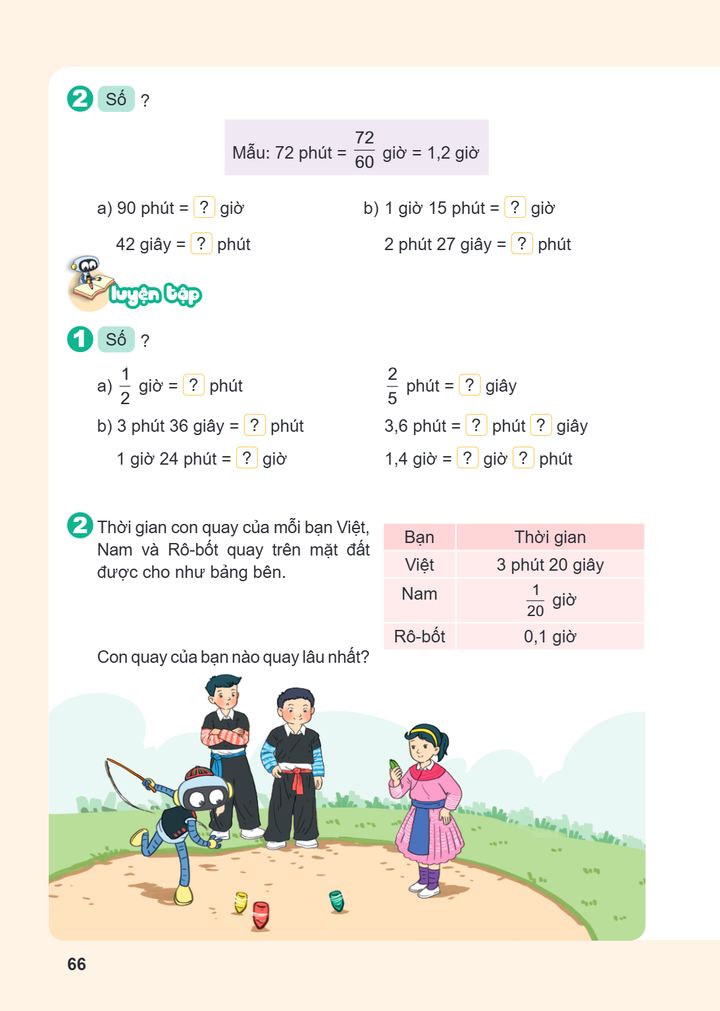 2 Số ?
Mẫu: 72 phút = 72/60 giờ = 1,2 giờ
a) 90 phút = ? giờ
b) 1 giờ 15 phút = ? giờ
42 giây = ? phút
2 phút 27 giây = ? phút
luyện tập
1 Số ?
a) 1/2 giờ = ? phút
2/5 phút = ? giây
b) 3 phút 36 giây = ? phút
3,6 phút = ? phút ? giây
1 giờ 24 phút = ? giờ
1,4 giờ = ? giờ ? phút
2 Thời gian con quay của mỗi bạn Việt,
Nam và Rô-bốt quay trên mặt đất
được cho như bảng bên.
Bạn Thời gian
Việt 3 phút 20 giây
Nam 1/20 giờ
Rô-bốt 0,1 giờ
Con quay của bạn nào quay lâu nhất?
66